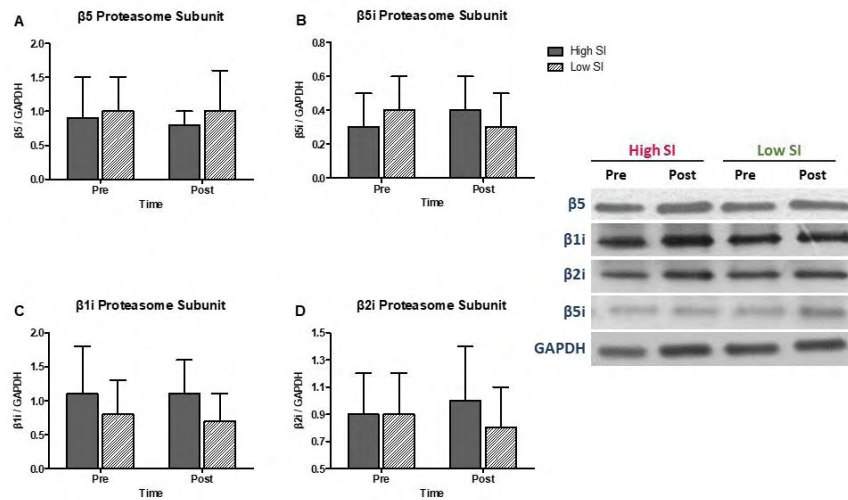 A
β5 Proteasome Subunit
2.0
1.5
1.0
0.5
0.0
β5 / GAPDH
Pre
Post
Time
B
β5i Proteasome Subunit
0.8
0.6
0.4
0.2
0.0
β5i / GAPDH
Pre
Post
Time
High SI
Low SI
C
β1i Proteasome Subunit
2.0
1.5
1.0
0.5
0.0
β1i / GAPDH
Pre
Post
Time
D
β2i Proteasome Subunit
1.5
1.3
1.1
0.9
0.7
0.5
β2i / GAPDH
Pre
Post
Time
High SI Low SI
Pre Post Pre Post
β5
β1i
β2i
β5i
GAPDH